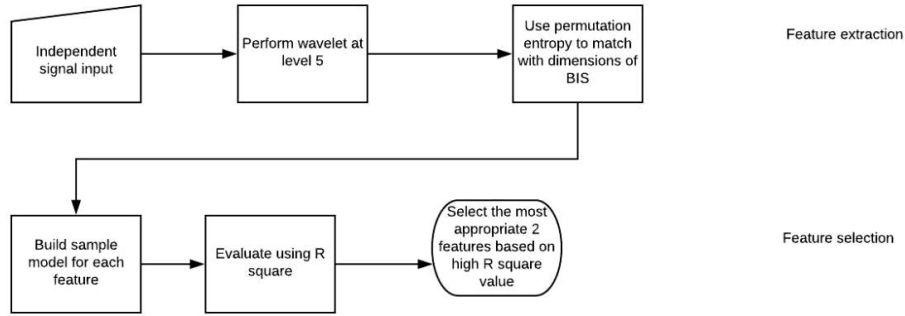 Independent
signal input
Perform wavelet at
level 5
Use permutation
entropy to match
with dimensions of
BIS
Feature extraction
Build sample
model for each
feature
Evaluate using R
square
Select the most
appropriate 2
features based on
high R square
value
Feature selection